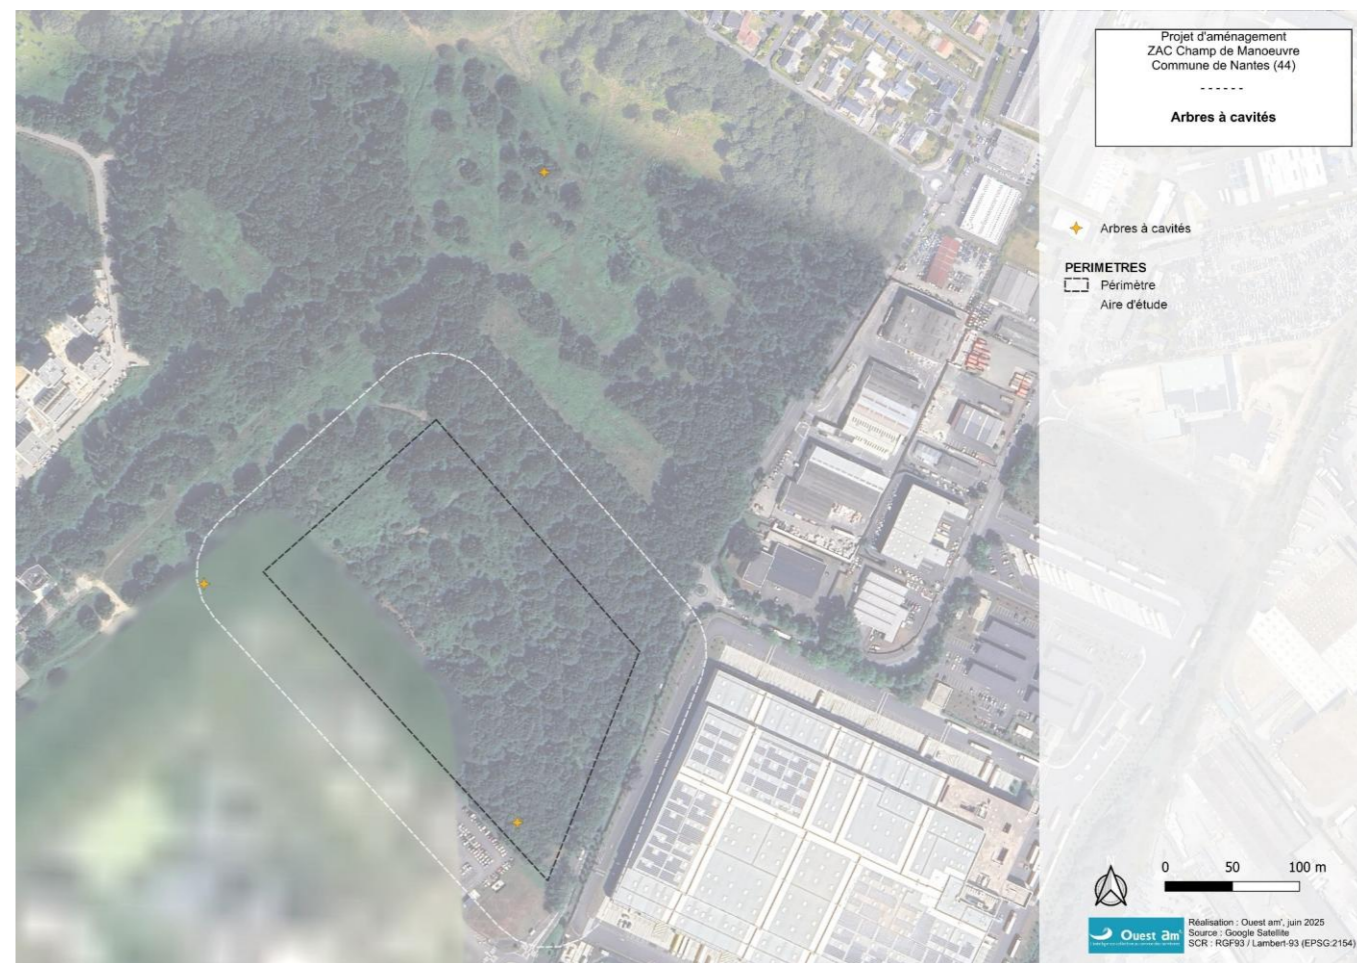 Projet d'aménagement
ZAC Champ de Manoeuvre
Commune de Nantes (44)
- - - - - -
Arbres à cavités
Arbres à cavités
PERIMETRES
Périmètre
Aire d'étude
0 50 100 m
Ouest am'
Réalisation : Ouest am', juin 2025
Source : Google Satellite
SCR : RGF93 / Lambert-93 (EPSG:2154)